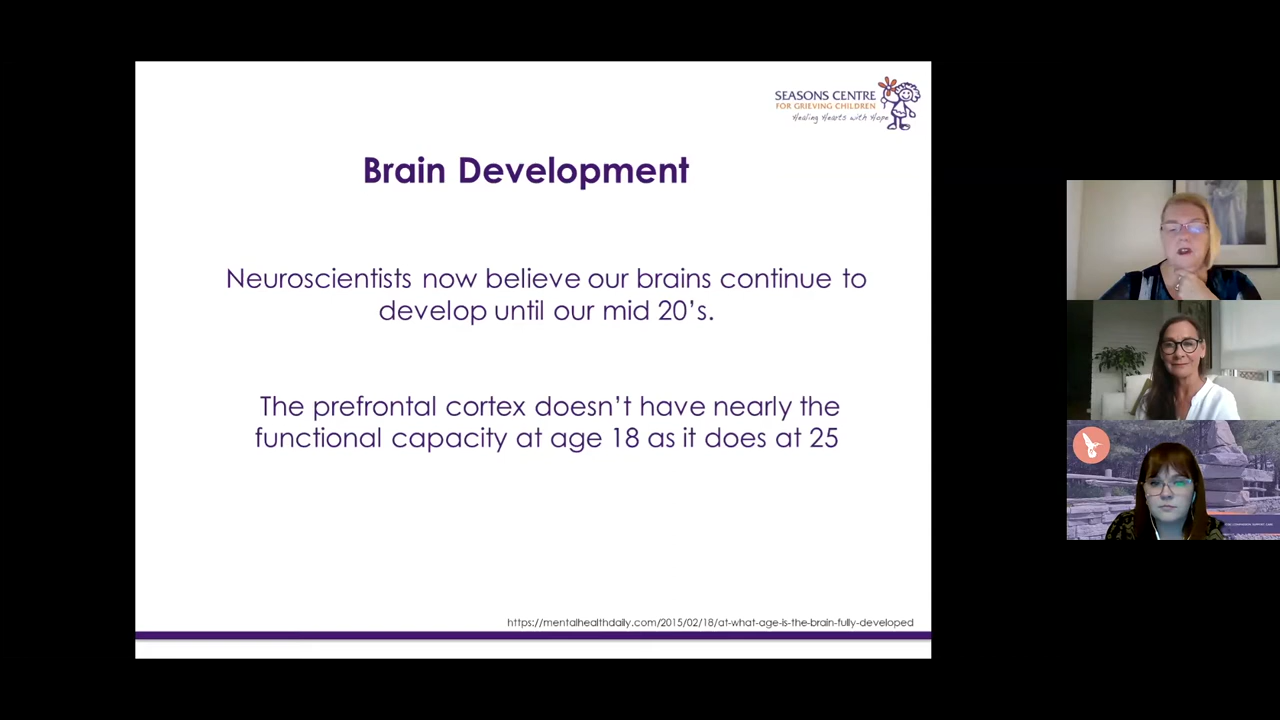 SEASONS CENTRE
FOR GRIEVING CHILDREN
Healing Hearts with Hope
Brain Development
Neuroscientists now believe our brains continue to
develop until our mid 20’s.
The prefrontal cortex doesn’t have nearly the
functional capacity at age 18 as it does at 25
https://mentalhealthdaily.com/2015/02/18/at-what-age-is-the-brain-fully-developed